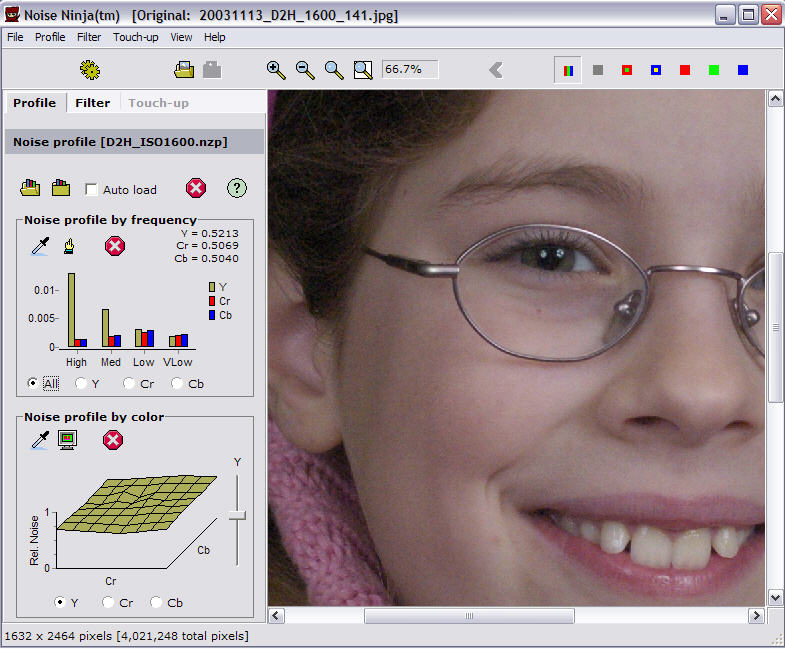 Noise Ninja(tm)   [Original:  20031113_D2H_1600_141.jpg]
File Profile Filter Touch-up View Help
66.7%
Profile Filter Touch-up
Noise profile [D2H_ISO1600.nzp]
Auto load
?
Noise profile by frequency
Y = 0.5213
Cr = 0.5069
Cb = 0.5040
0.01
0.005
0
Y
Cr
Cb
High Med Low VLow
All Y Cr Cb
Noise profile by color
Y
1
Rel. Noise
0
Cb
Cr
Y Cr Cb
1632 x 2464 pixels [4,021,248 total pixels]